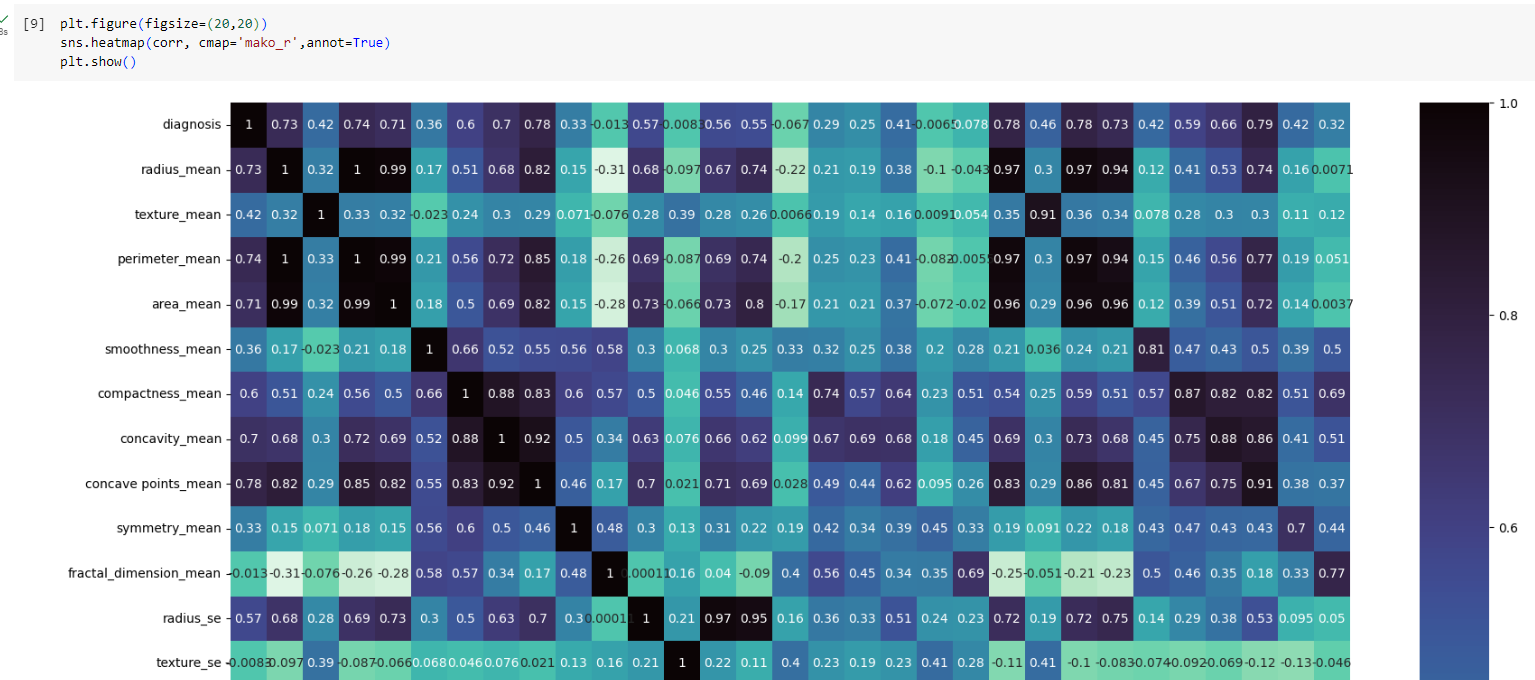 [9] plt.figure(figsize=(20,20))
3s
sns.heatmap(corr, cmap='mako_r',annot=True)
plt.show()
diagnosis - 1 0.73 0.42 0.74 0.71 0.36 0.6 0.7 0.78 0.33 -0.013 0.57 -0.0083 0.56 0.55 -0.067 0.29 0.25 0.41 -0.0065 0.078 0.78 0.46 0.78 0.73 0.42 0.59 0.66 0.79 0.42 0.32
1.0
radius_mean - 0.73 1 0.32 1 0.99 0.17 0.51 0.68 0.82 0.15 -0.31 0.68 -0.097 0.67 0.74 -0.22 0.21 0.19 0.38 -0.1 -0.043 0.97 0.3 0.97 0.94 0.12 0.41 0.53 0.74 0.16 0.0071
texture_mean - 0.42 0.32 1 0.33 0.32 -0.023 0.24 0.3 0.29 0.071 -0.076 0.28 0.39 0.28 0.26 0.0066 0.19 0.14 0.16 0.0091 0.054 0.35 0.91 0.36 0.34 0.078 0.28 0.3 0.3 0.11 0.12
perimeter_mean - 0.74 1 0.33 1 0.99 0.21 0.56 0.72 0.85 0.18 -0.26 0.69 -0.087 0.69 0.74 -0.2 0.25 0.23 0.41 -0.082 -0.0055 0.97 0.3 0.97 0.94 0.15 0.46 0.56 0.77 0.19 0.051
area_mean - 0.71 0.99 0.32 0.99 1 0.18 0.5 0.69 0.82 0.15 -0.28 0.73 -0.066 0.73 0.8 -0.17 0.21 0.21 0.37 -0.072 -0.02 0.96 0.29 0.96 0.96 0.12 0.39 0.51 0.72 0.14 0.0037
0.8
smoothness_mean - 0.36 0.17 -0.023 0.21 0.18 1 0.66 0.52 0.55 0.56 0.58 0.3 0.068 0.3 0.25 0.33 0.32 0.25 0.38 0.2 0.28 0.21 0.036 0.24 0.21 0.81 0.47 0.43 0.5 0.39 0.5
compactness_mean - 0.6 0.51 0.24 0.56 0.5 0.66 1 0.88 0.83 0.6 0.57 0.5 0.046 0.55 0.46 0.14 0.74 0.57 0.64 0.23 0.51 0.54 0.25 0.59 0.51 0.57 0.87 0.82 0.82 0.51 0.69
concavity_mean - 0.7 0.68 0.3 0.72 0.69 0.52 0.88 1 0.92 0.5 0.34 0.63 0.076 0.66 0.62 0.099 0.67 0.69 0.68 0.18 0.45 0.69 0.3 0.73 0.68 0.45 0.75 0.88 0.86 0.41 0.51
concave points_mean - 0.78 0.82 0.29 0.85 0.82 0.55 0.83 0.92 1 0.46 0.17 0.7 0.021 0.71 0.69 0.028 0.49 0.44 0.62 0.095 0.26 0.83 0.29 0.86 0.81 0.45 0.67 0.75 0.91 0.38 0.37
symmetry_mean - 0.33 0.15 0.071 0.18 0.15 0.56 0.6 0.5 0.46 1 0.48 0.3 0.13 0.31 0.22 0.19 0.42 0.34 0.39 0.45 0.33 0.19 0.091 0.22 0.18 0.43 0.47 0.43 0.43 0.7 0.44
0.6
fractal_dimension_mean - -0.013 -0.31 -0.076 -0.26 -0.28 0.58 0.57 0.34 0.17 0.48 1 0.00011 0.16 0.04 -0.09 0.4 0.56 0.45 0.34 0.35 0.69 -0.25 -0.051 -0.21 -0.23 0.5 0.46 0.35 0.18 0.33 0.77
radius_se - 0.57 0.68 0.28 0.69 0.73 0.3 0.5 0.63 0.7 0.3 0.00011 1 0.21 0.97 0.95 0.16 0.36 0.33 0.51 0.24 0.23 0.72 0.19 0.72 0.75 0.14 0.29 0.38 0.53 0.095 0.05
texture_se - -0.0083 -0.097 0.39 -0.087 -0.066 0.068 0.046 0.076 0.021 0.13 0.16 0.21 1 0.22 0.11 0.4 0.23 0.19 0.23 0.41 0.28 -0.11 0.41 -0.1 -0.083 -0.074 -0.092 -0.069 -0.12 -0.13 -0.046